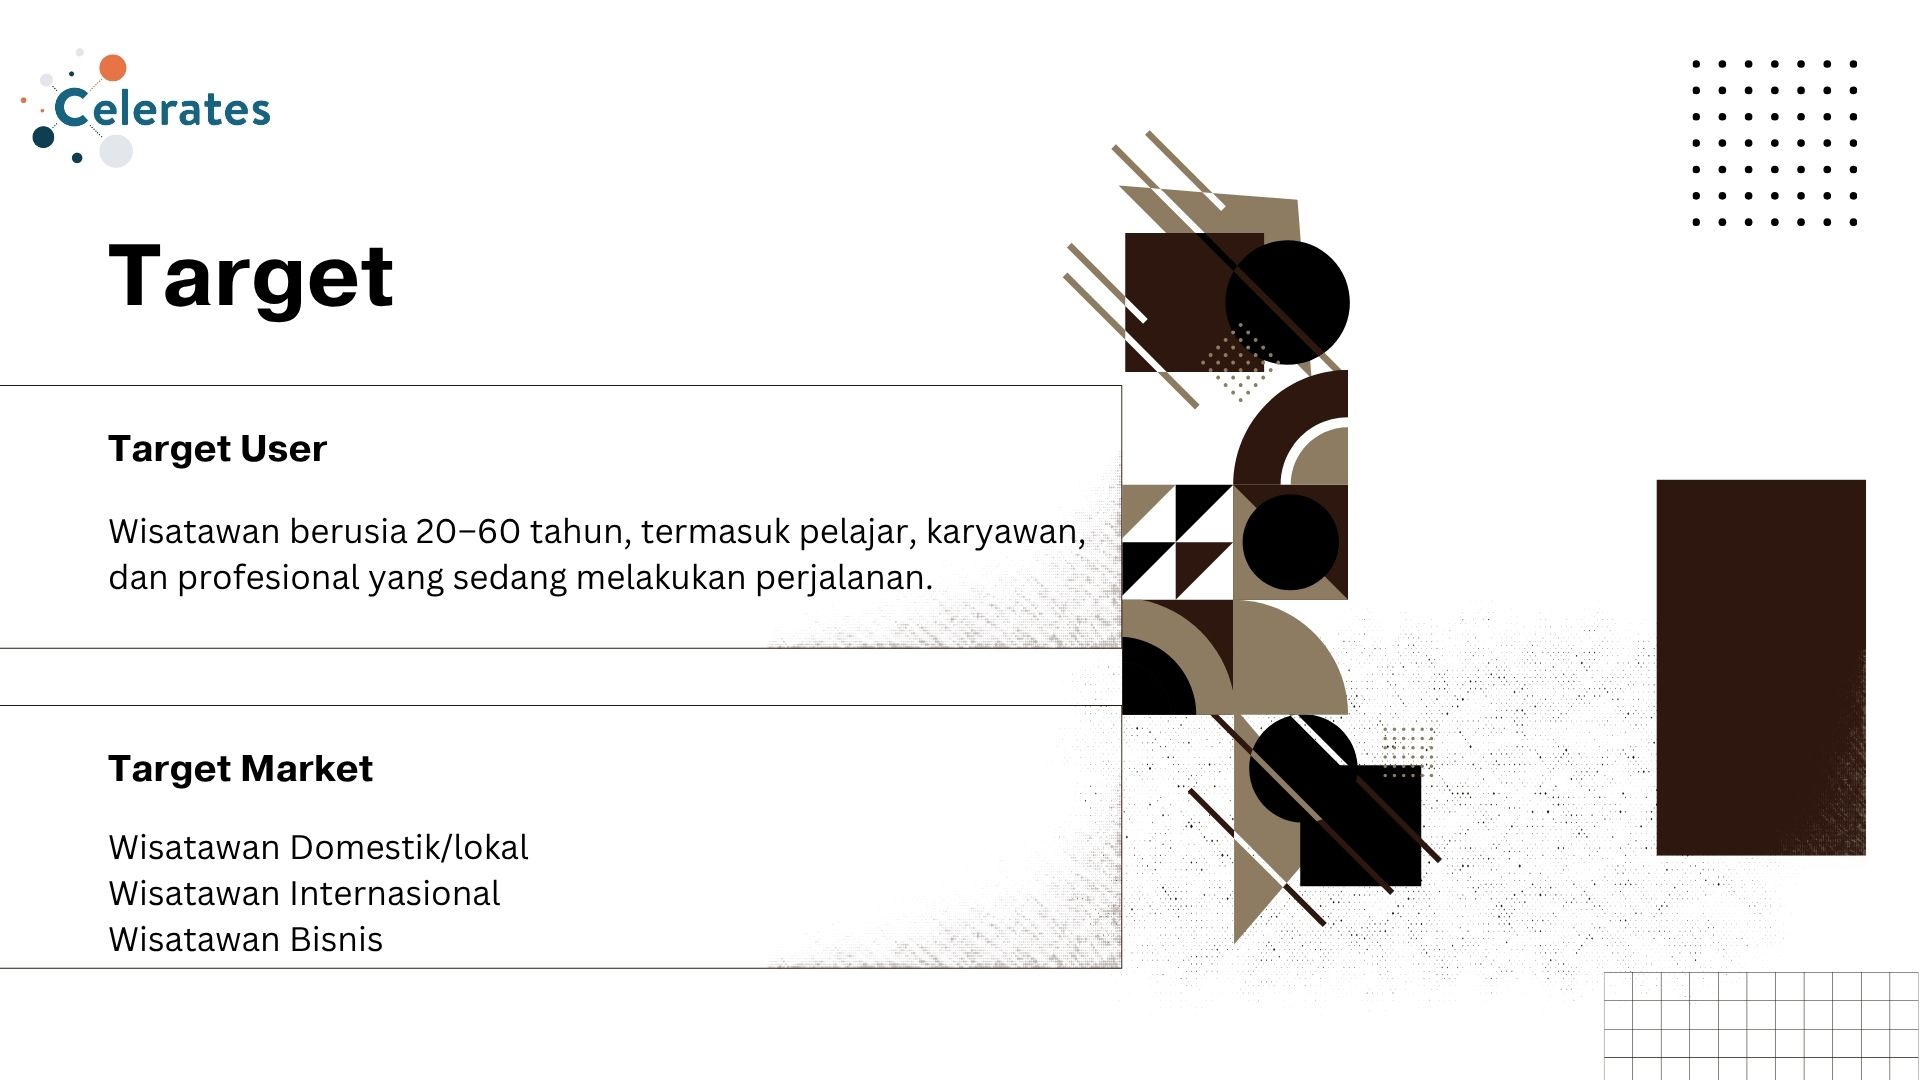 Celerates
Target
Target User
Wisatawan berusia 20–60 tahun, termasuk pelajar, karyawan,
dan profesional yang sedang melakukan perjalanan.
Target Market
Wisatawan Domestik/lokal
Wisatawan Internasional
Wisatawan Bisnis